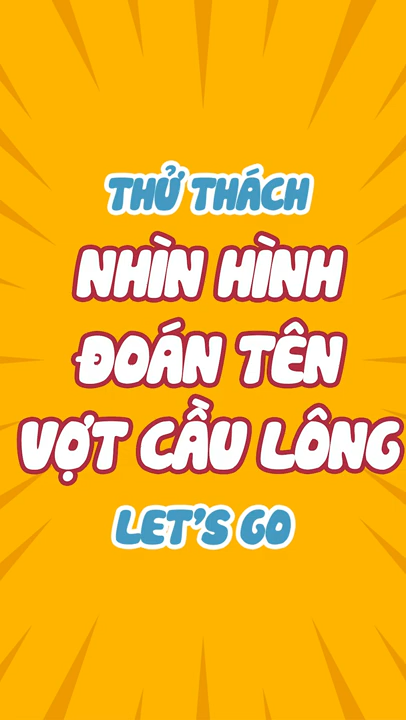 THỬ THÁCH
NHÌN HÌNH
ĐOÁN TÊN
VỢT CẦU LÔNG
LET'S GO